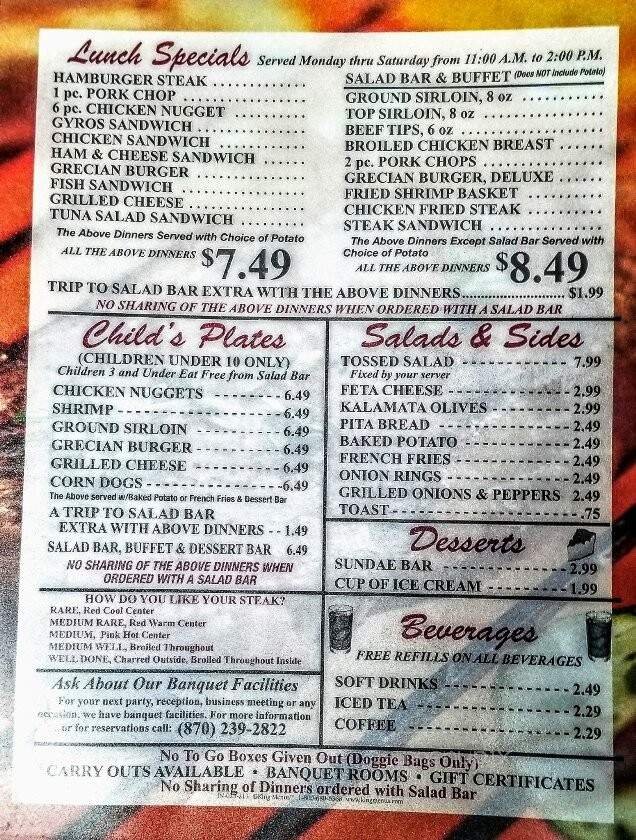 Lunch Specials Served Monday thru Saturday from 11:00 A.M. to 2:00 P.M.
HAMBURGER STEAK
1 pc. PORK CHOP
6 pc. CHICKEN NUGGET
GYROS SANDWICH
CHICKEN SANDWICH
HAM & CHEESE SANDWICH
GRECIAN BURGER
FISH SANDWICH
GRILLED CHEESE
TUNA SALAD SANDWICH
The Above Dinners Served with Choice of Potato
ALL THE ABOVE DINNERS $7.49
SALAD BAR & BUFFET (Does NOT Include Potato)
GROUND SIRLOIN, 8 oz
TOP SIRLOIN, 8 oz
BEEF TIPS, 6 oz
BROILED CHICKEN BREAST
2 pc. PORK CHOPS
GRECIAN BURGER, DELUXE
FRIED SHRIMP BASKET
CHICKEN FRIED STEAK
STEAK SANDWICH
The Above Dinners Except Salad Bar Served with
Choice of Potato
ALL THE ABOVE DINNERS $8.49
TRIP TO SALAD BAR EXTRA WITH THE ABOVE DINNERS........................ $1.99
NO SHARING OF THE ABOVE DINNERS WHEN ORDERED WITH A SALAD BAR
Child's Plates
(CHILDREN UNDER 10 ONLY)
Children 3 and Under Eat Free from Salad Bar
CHICKEN NUGGETS -------- 6.49
SHRIMP -------- 6.49
GROUND SIRLOIN -------- 6.49
GRECIAN BURGER -------- 6.49
GRILLED CHEESE -------- 6.49
CORN DOGS --------6.49
The Above served w/Baked Potato or French Fries & Dessert Bar
A TRIP TO SALAD BAR
EXTRA WITH ABOVE DINNERS -- 1.49
SALAD BAR, BUFFET & DESSERT BAR 6.49
NO SHARING OF THE ABOVE DINNERS WHEN
ORDERED WITH A SALAD BAR
HOW DO YOU LIKE YOUR STEAK?
RARE, Red Cool Center
MEDIUM RARE, Red Warm Center
MEDIUM, Pink Hot Center
MEDIUM WELL, Broiled Throughout
WELL DONE, Charred Outside, Broiled Throughout Inside
Ask About Our Banquet Facilities
For your next party, reception, business meeting or any
occasion, we have banquet facilities. For more information
or for reservations call: (870) 239-2822
Salads & Sides
TOSSED SALAD -------- 7.99
Fixed by your server
FETA CHEESE -------- 2.99
KALAMATA OLIVES -------- 2.99
PITA BREAD -------- 2.49
BAKED POTATO -------- 2.49
FRENCH FRIES -------- 2.49
ONION RINGS -------- 2.49
GRILLED ONIONS & PEPPERS 2.49
TOAST-------- .75
Desserts
SUNDAE BAR -------- 2.99
CUP OF ICE CREAM -------- 1.99
Beverages
FREE REFILLS ON ALL BEVERAGES
SOFT DRINKS -------- 2.49
ICED TEA -------- 2.29
COFFEE -------- 2.29
No To Go Boxes Given Out (Doggie Bags Only)
CARRY OUTS AVAILABLE • BANQUET ROOMS • GIFT CERTIFICATES
No Sharing of Dinners ordered with Salad Bar